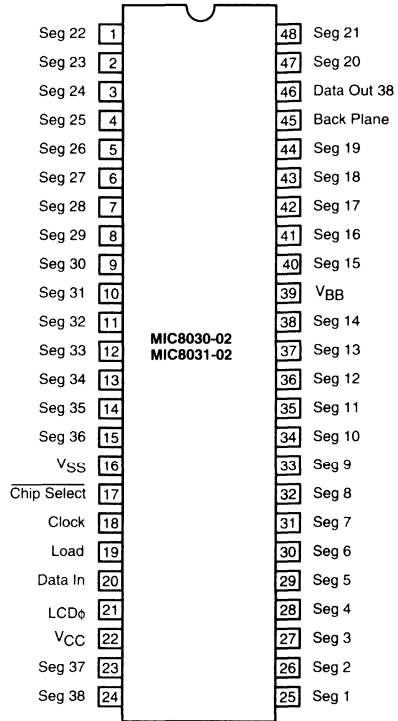 Seg 22 1 48 Seg 21
Seg 23 2 47 Seg 20
Seg 24 3 46 Data Out 38
Seg 25 4 45 Back Plane
Seg 26 5 44 Seg 19
Seg 27 6 43 Seg 18
Seg 28 7 42 Seg 17
Seg 29 8 41 Seg 16
Seg 30 9 40 Seg 15
Seg 31 10 39 VBB
Seg 32 11 38 Seg 14
MIC8030-02
Seg 33 12 37 Seg 13
MIC8031-02
Seg 34 13 36 Seg 12
Seg 35 14 35 Seg 11
Seg 36 15 34 Seg 10
VSS 16 33 Seg 9
Chip Select 17 32 Seg 8
Clock 18 31 Seg 7
Load 19 30 Seg 6
Data In 20 29 Seg 5
LCDϕ 21 28 Seg 4
VCC 22 27 Seg 3
Seg 37 23 26 Seg 2
Seg 38 24 25 Seg 1